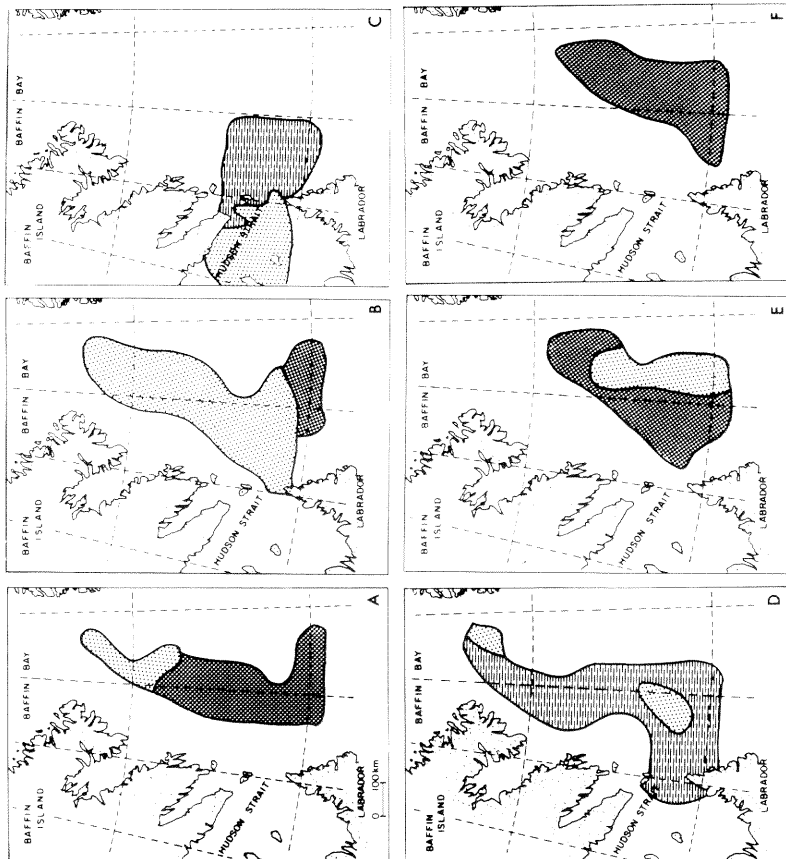 BAFFIN
ISLAND
BAFFIN BAY
HUDSON STRAIT
LABRADOR
C
BAFFIN
ISLAND
BAFFIN BAY
HUDSON STRAIT
LABRADOR
F
BAFFIN
ISLAND
BAFFIN BAY
HUDSON STRAIT
LABRADOR
B
BAFFIN
ISLAND
BAFFIN BAY
HUDSON STRAIT
LABRADOR
E
BAFFIN
ISLAND
BAFFIN BAY
HUDSON STRAIT
LABRADOR
0 100 km
A
BAFFIN
ISLAND
BAFFIN BAY
HUDSON STRAIT
LABRADOR
D